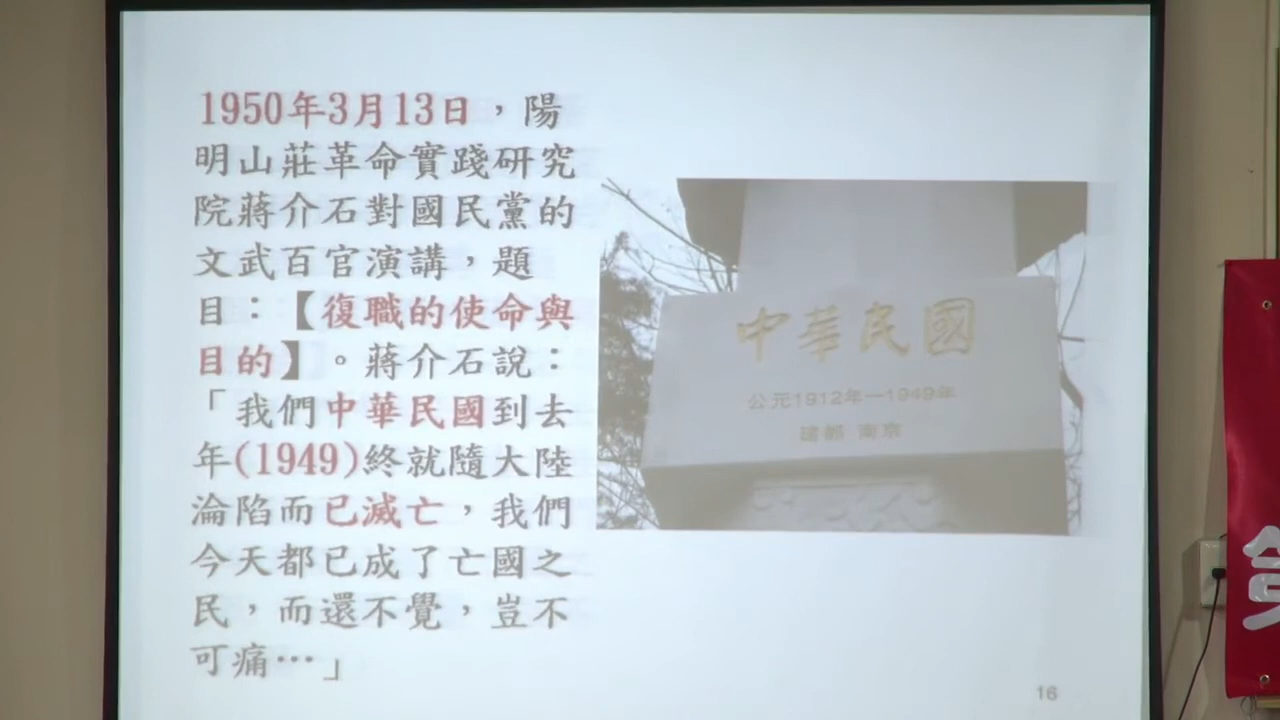 1950年3月13日，陽
明山莊革命實踐研究
院蔣介石對國民黨的
文武百官演講，題
目：【復職的使命與
目的】。蔣介石說：
「我們中華民國到去
年(1949)終就隨大陸
淪陷而已滅亡，我們
今天都已成了亡國之
民，而還不覺，豈不
可痛…」
中華民國
公元1912年—1949年
建都 南京
16